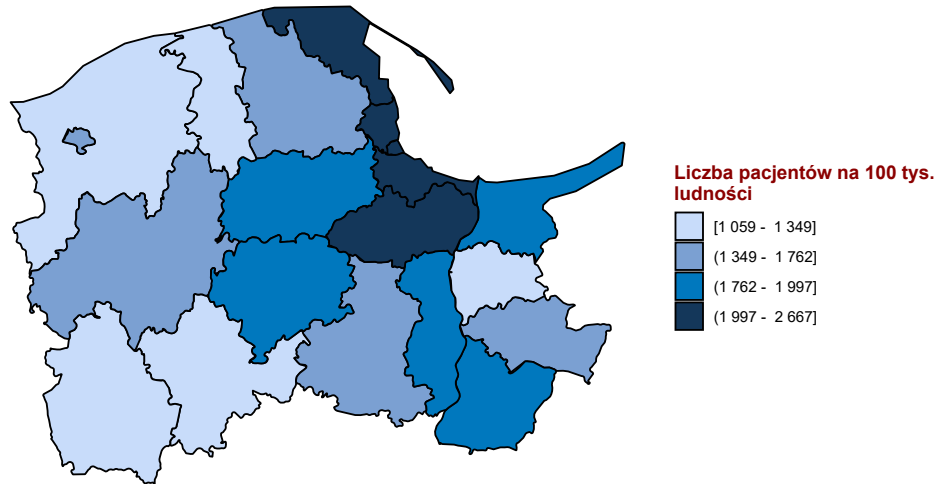 Liczba pacjentów na 100 tys.
ludności
[1 059 - 1 349]
(1 349 - 1 762]
(1 762 - 1 997]
(1 997 - 2 667]